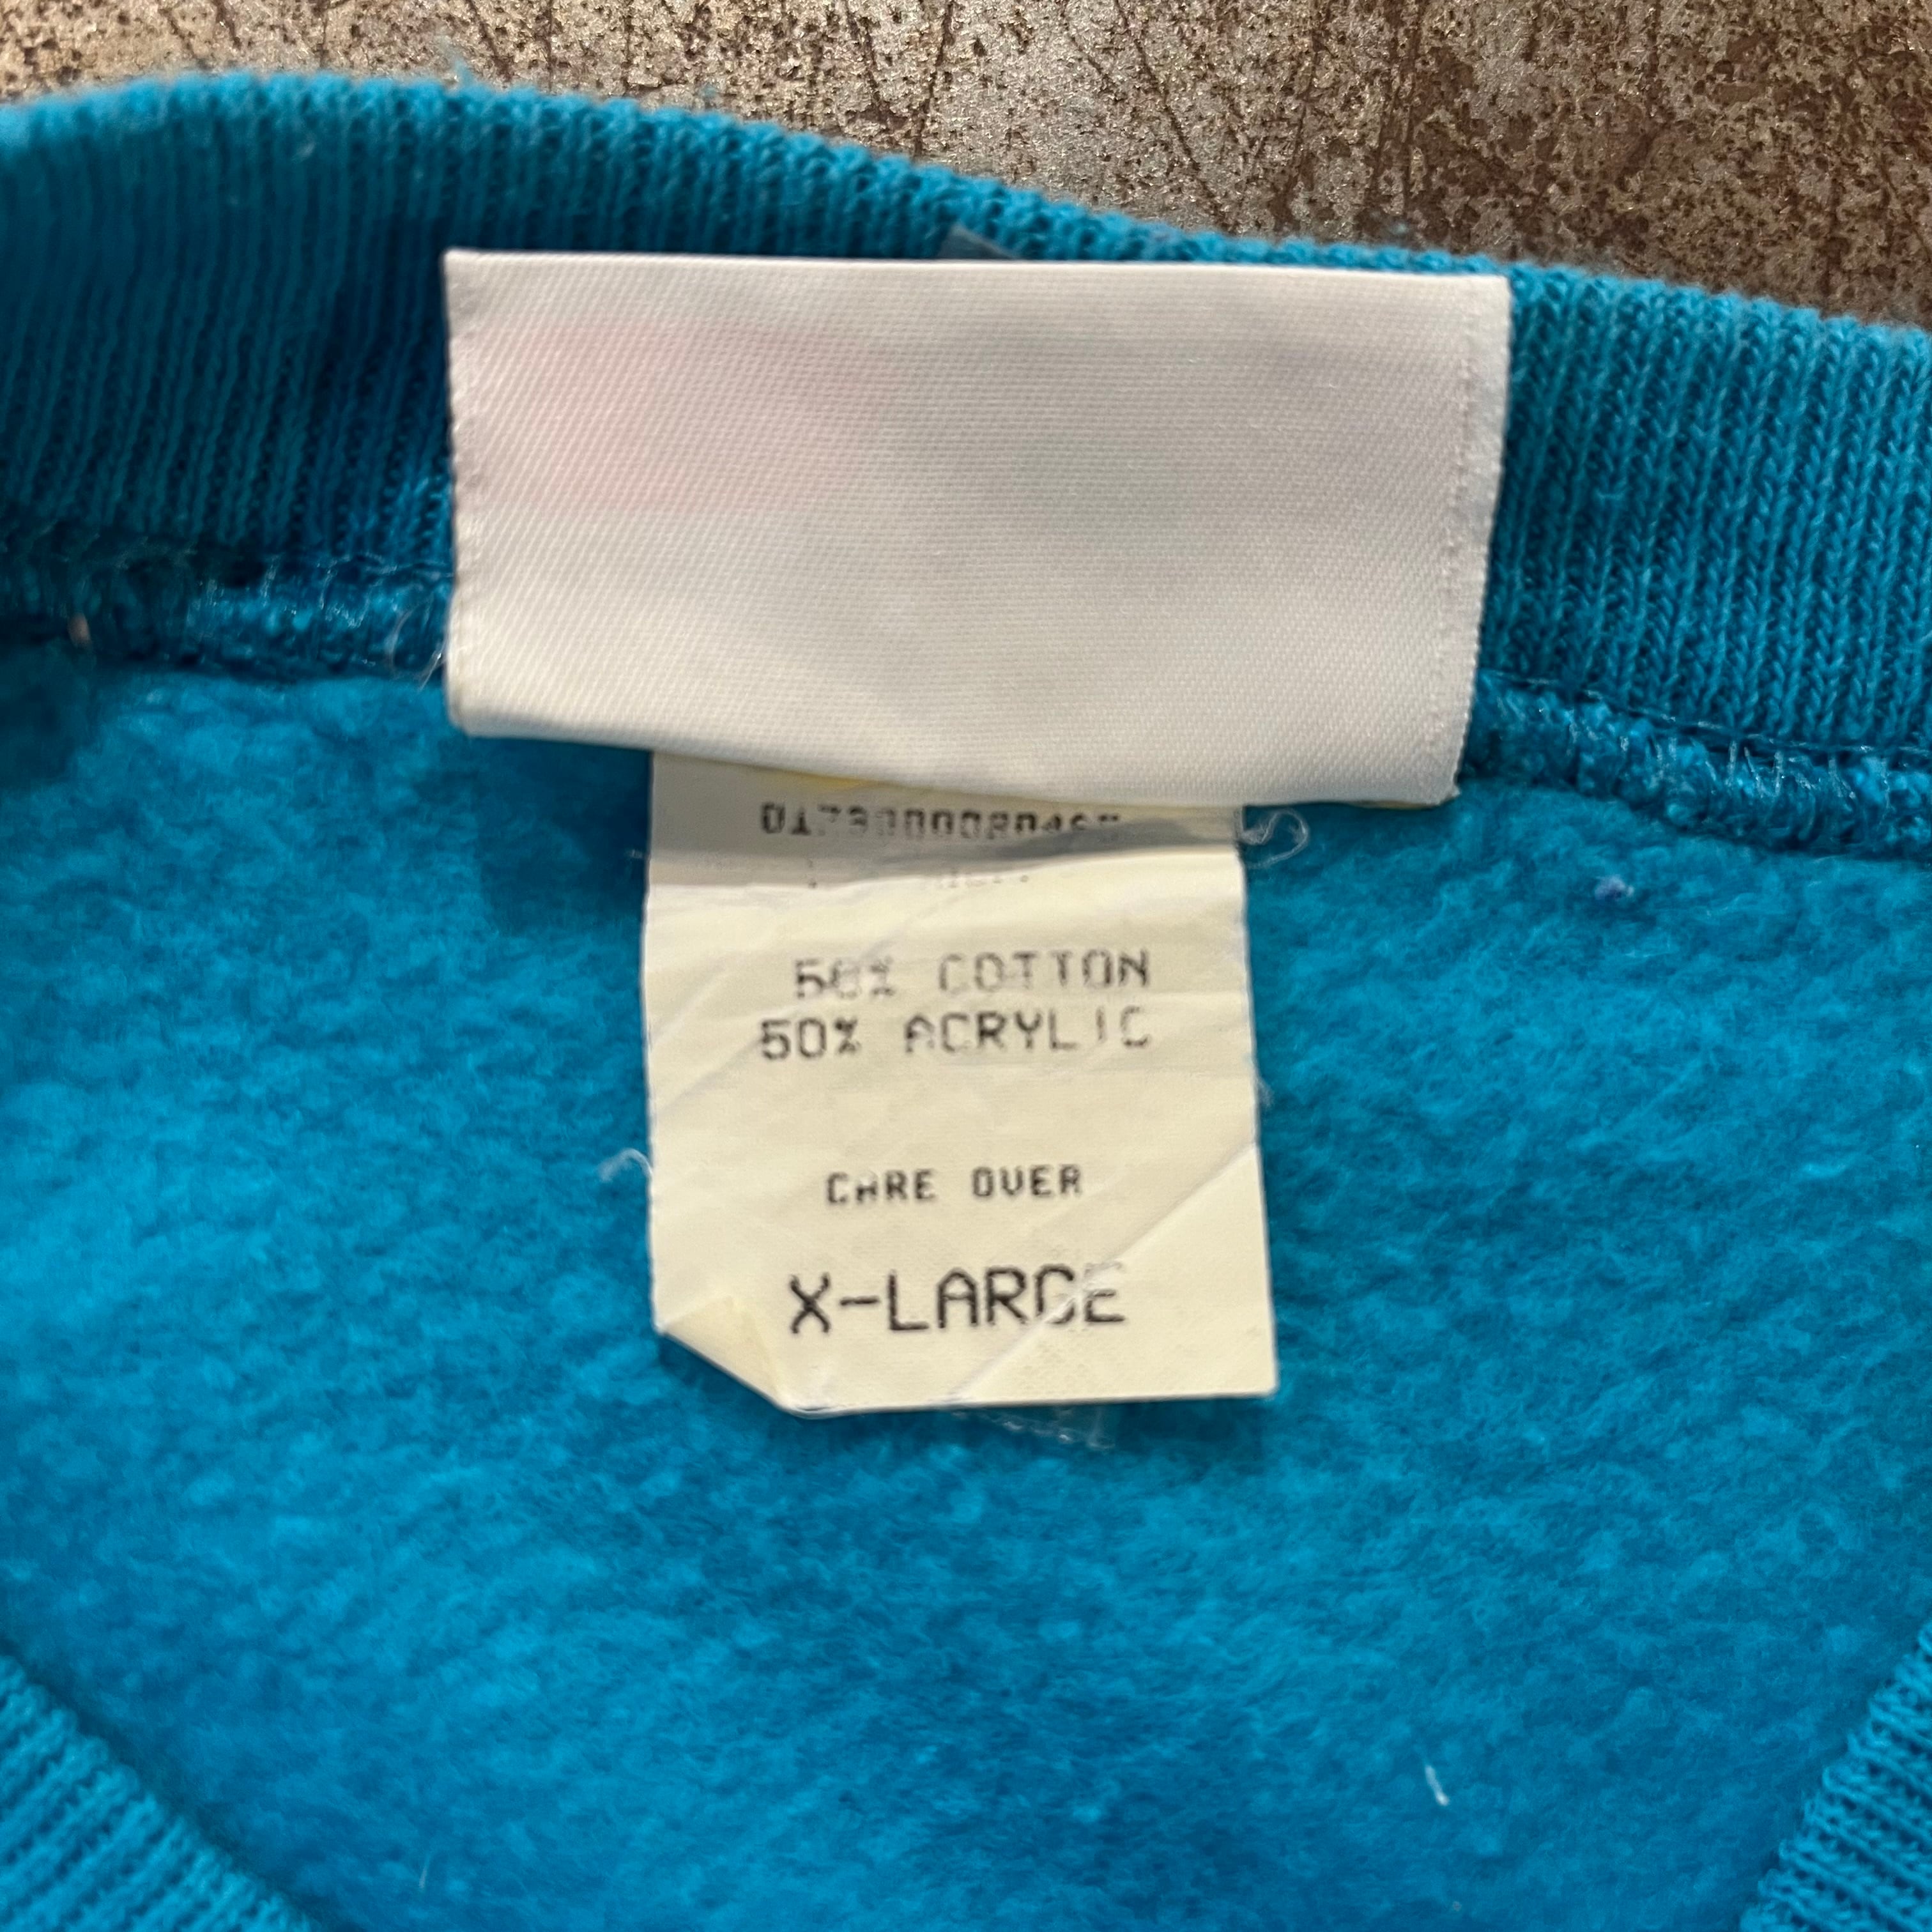 50% COTTON
50% ACRYLIC
CARE OVER
X-LARGE